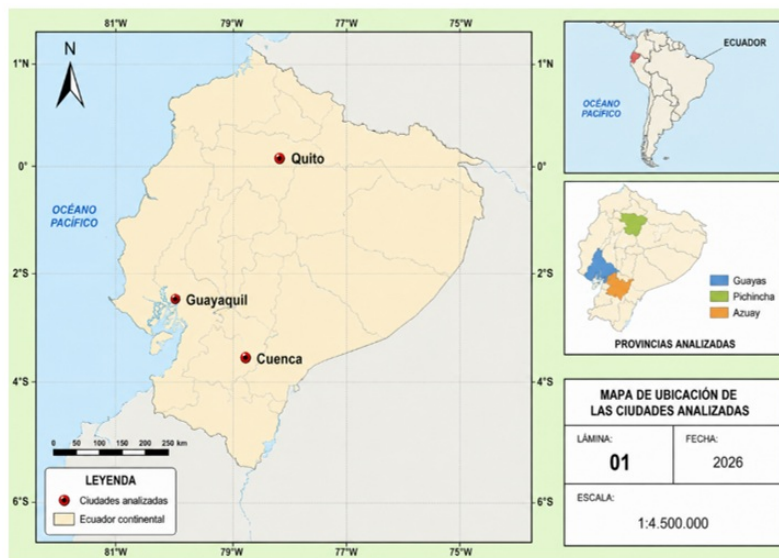 81°W 79°W 77°W 75°W
N
1°N 1°N
0° 0°
2°S 2°S
4°S 4°S
6°S 6°S
81°W 79°W 77°W 75°W
OCÉANO
PACÍFICO
Quito
Guayaquil
Cuenca
0 50 100 150 200 250 km
LEYENDA
Ciudades analizadas
Ecuador continental
ECUADOR
OCÉANO
PACÍFICO
Guayas
Pichincha
Azuay
PROVINCIAS ANALIZADAS
MAPA DE UBICACIÓN DE
LAS CIUDADES ANALIZADAS
LÁMINA:
01
FECHA:
2026
ESCALA:
1:4.500.000